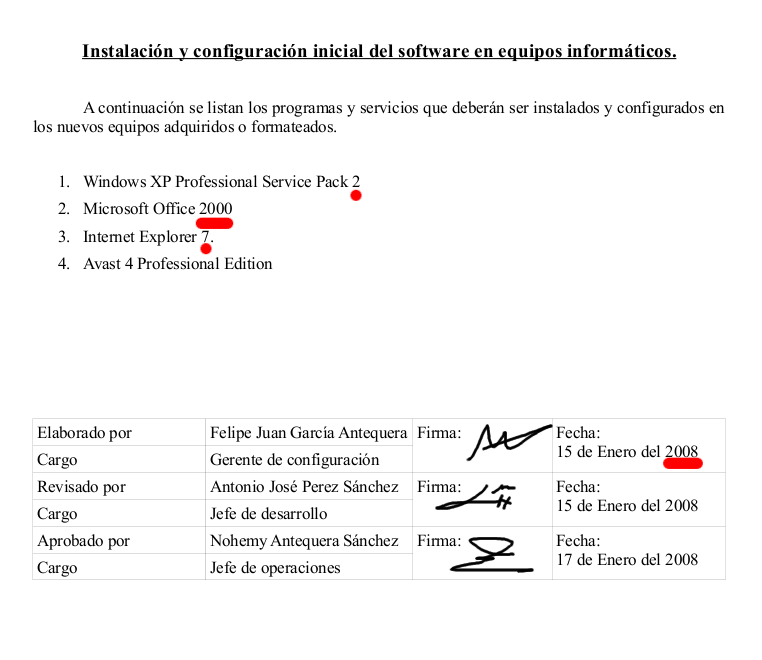 Instalación y configuración inicial del software en equipos informáticos.
A continuación se listan los programas y servicios que deberán ser instalados y configurados en
los nuevos equipos adquiridos o formateados.
1. Windows XP Professional Service Pack 2
2. Microsoft Office 2000
3. Internet Explorer 7.
4. Avast 4 Professional Edition
Elaborado por Felipe Juan García Antequera Firma: Fecha:
15 de Enero del 2008
Cargo Gerente de configuración
Revisado por Antonio José Perez Sánchez Firma: Fecha:
15 de Enero del 2008
Cargo Jefe de desarrollo
Aprobado por Nohemy Antequera Sánchez Firma: Fecha:
17 de Enero del 2008
Cargo Jefe de operaciones